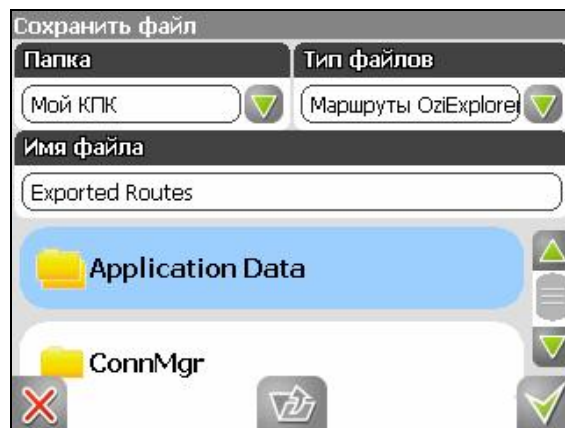 Сохранить файл
Папка
Тип файлов
Мой КПК
Маршруты OziExplorer
Имя файла
Exported Routes
Application Data
ConnMgr